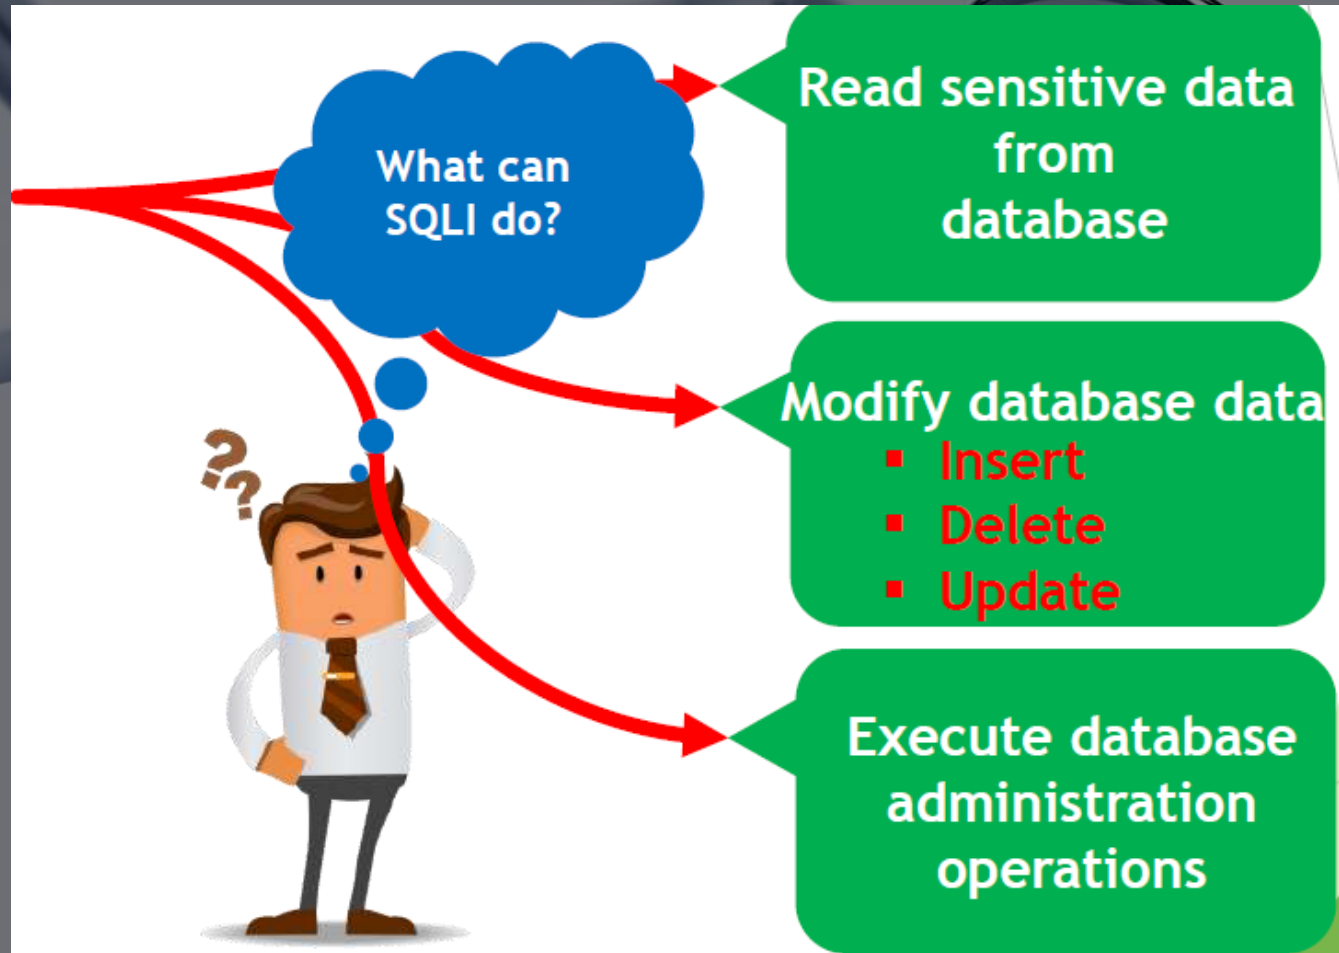 What can
SQLI do?
Read sensitive data
from
database
Modify database data
▪ Insert
▪ Delete
▪ Update
Execute database
administration
operations
??